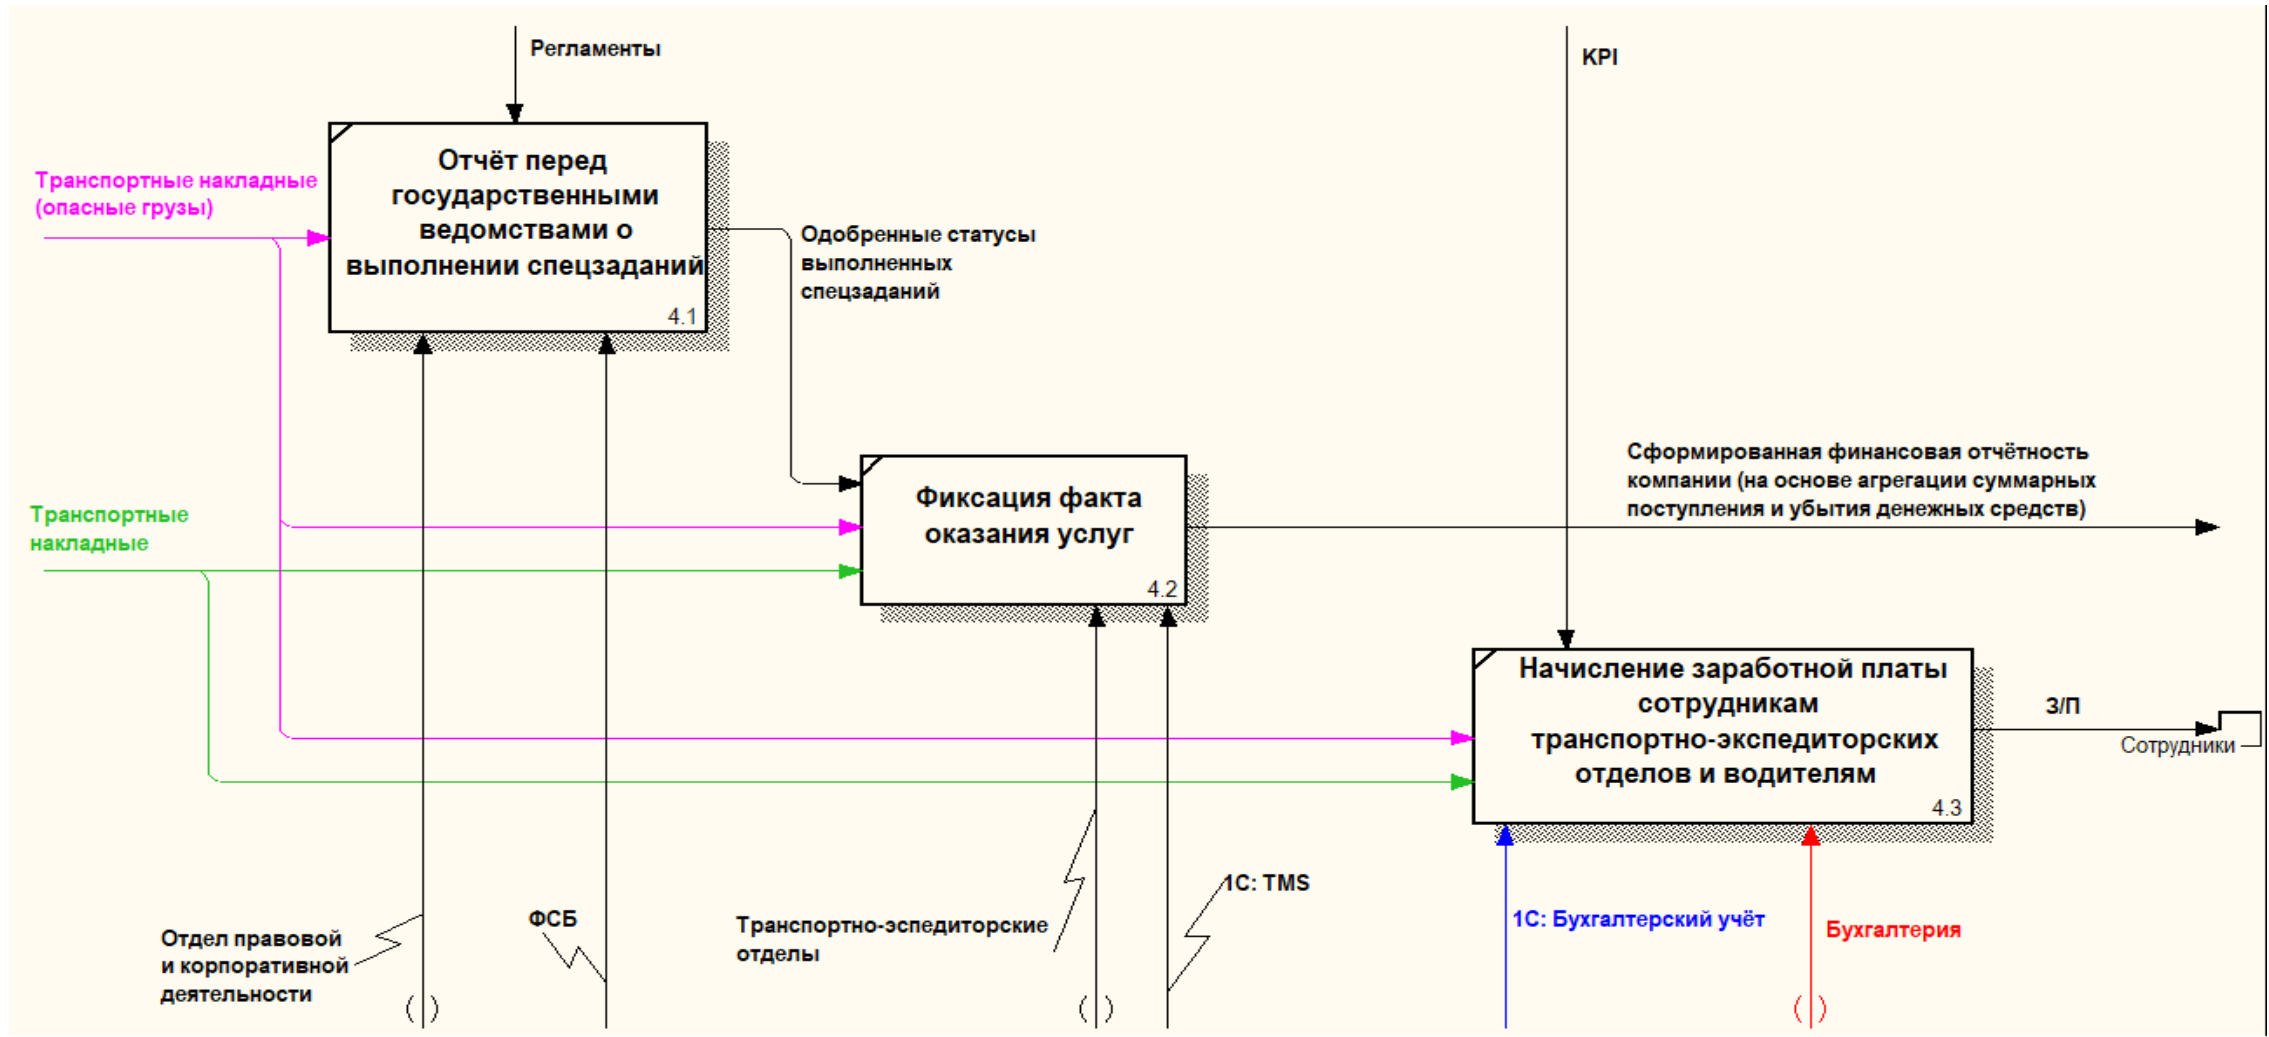 Регламенты
KPI
Отчёт перед
государственными
ведомствами о
выполнении спецзаданий
4.1
Транспортные накладные
(опасные грузы)
Одобренные статусы
выполненных
спецзаданий
Сформированная финансовая отчётность
компании (на основе агрегации суммарных
поступления и убытия денежных средств)
Фиксация факта
оказания услуг
4.2
Транспортные
накладные
Начисление заработной платы
сотрудникам
транспортно-экспедиторских
отделов и водителям
4.3
З/П
Сотрудники
Отдел правовой
и корпоративной
деятельности
ФСБ
Транспортно-эспедиторские
отделы
1С: TMS
1С: Бухгалтерский учёт
Бухгалтерия